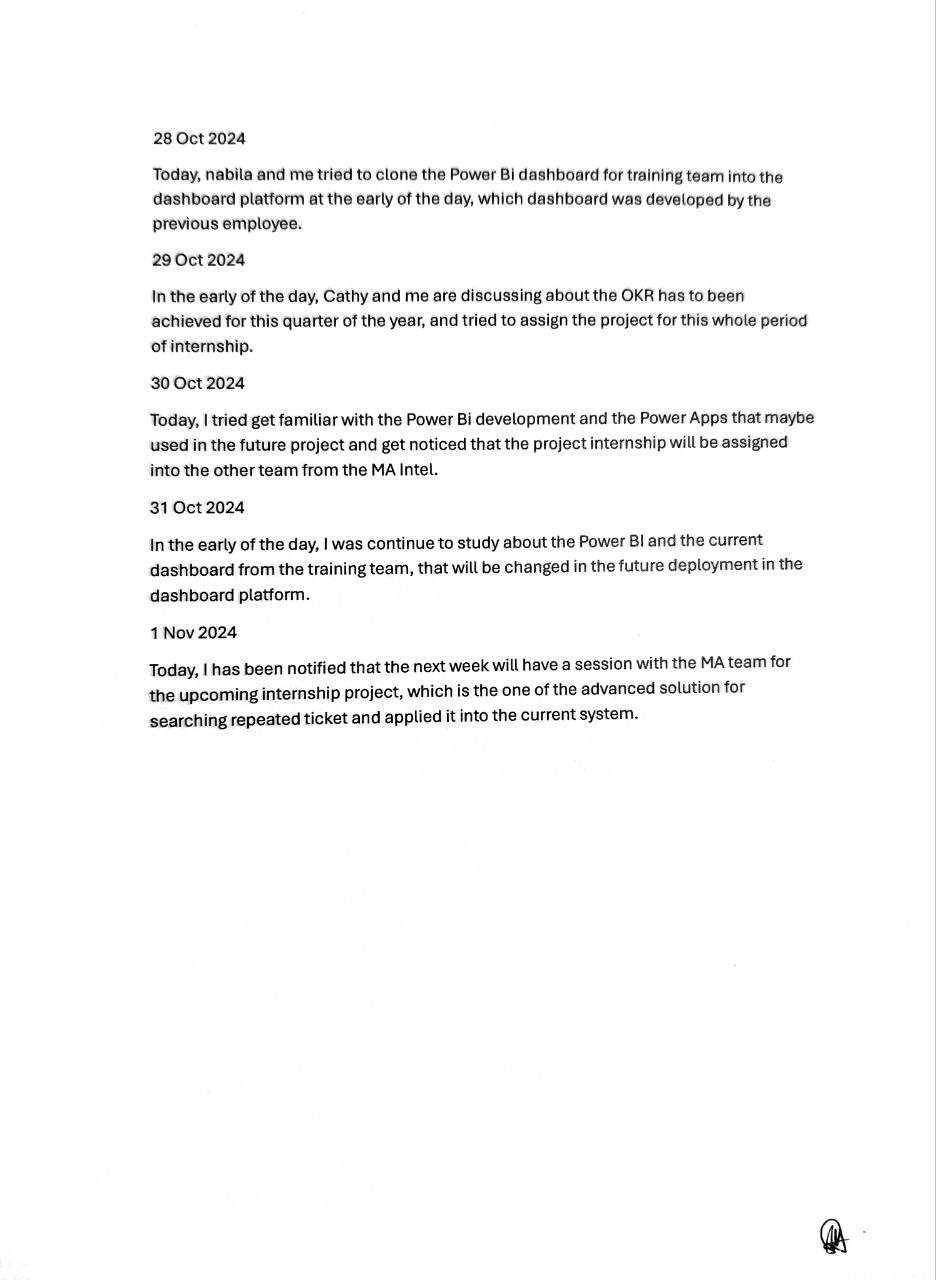 28 Oct 2024
Today, nabila and me tried to clone the Power Bi dashboard for training team into the
dashboard platform at the early of the day, which dashboard was developed by the
previous employee.
29 Oct 2024
In the early of the day, Cathy and me are discussing about the OKR has to been
achieved for this quarter of the year, and tried to assign the project for this whole period
of internship.
30 Oct 2024
Today, I tried get familiar with the Power Bi development and the Power Apps that maybe
used in the future project and get noticed that the project internship will be assigned
into the other team from the MA Intel.
31 Oct 2024
In the early of the day, I was continue to study about the Power BI and the current
dashboard from the training team, that will be changed in the future deployment in the
dashboard platform.
1 Nov 2024
Today, I has been notified that the next week will have a session with the MA team for
the upcoming internship project, which is the one of the advanced solution for
searching repeated ticket and applied it into the current system.